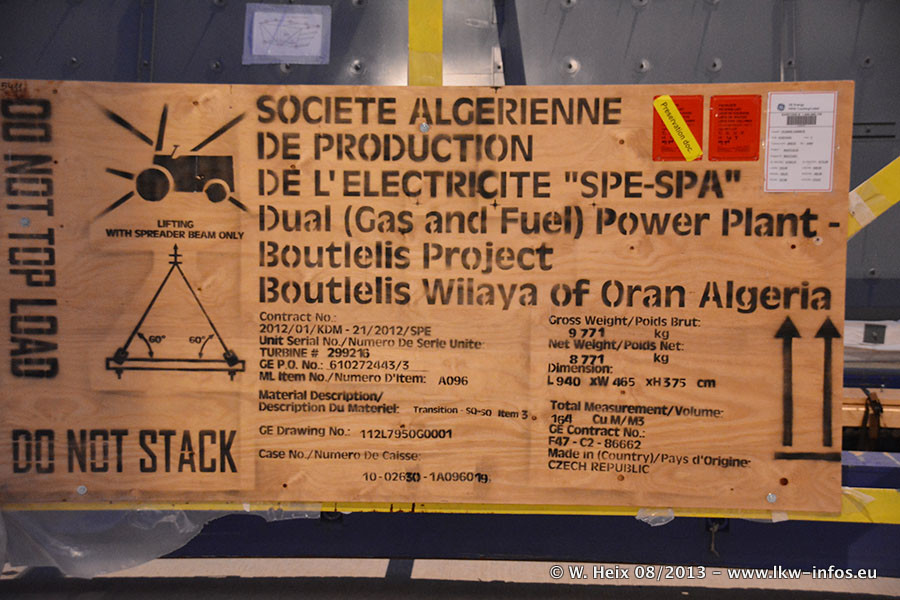 DO NOT TOP LOAD
LIFTING
WITH SPREADER BEAM ONLY
60°
60°
DO NOT STACK
SOCIETE ALGERIENNE
DE PRODUCTION
DE L'ELECTRICITE "SPE-SPA"
Dual (Gas and Fuel) Power Plant -
Boutlelis Project
Boutlelis Wilaya of Oran Algeria
Contract No.:
2012/01/KDM - 21/2012/SPE
Unit Serial No./Numero De Serie Unite:
TURBINE # 299216
GE P.O. No.: 610272443/3
ML Item No./Numero D'Item: A096
Material Description/
Description Du Materiel: Transition - SQ-SO Item 3
GE Drawing No.: 112L7950G0001
Case No./Numero De Caisse:
10-02630-1A096019
Gross Weight/Poids Brut:
9 771 kg
Net Weight/Poids Net:
8 771 kg
Dimension:
L 940 xW 465 xH 375 cm
Total Measurement/Volume:
164 Cu.M/M3
GE Contract No.:
F47 - C2 - 86662
Made in (Country)/Pays d'Origine:
CZECH REPUBLIC
Preservation doc.
© W. Heix 08/2013 - www.lkw-infos.eu